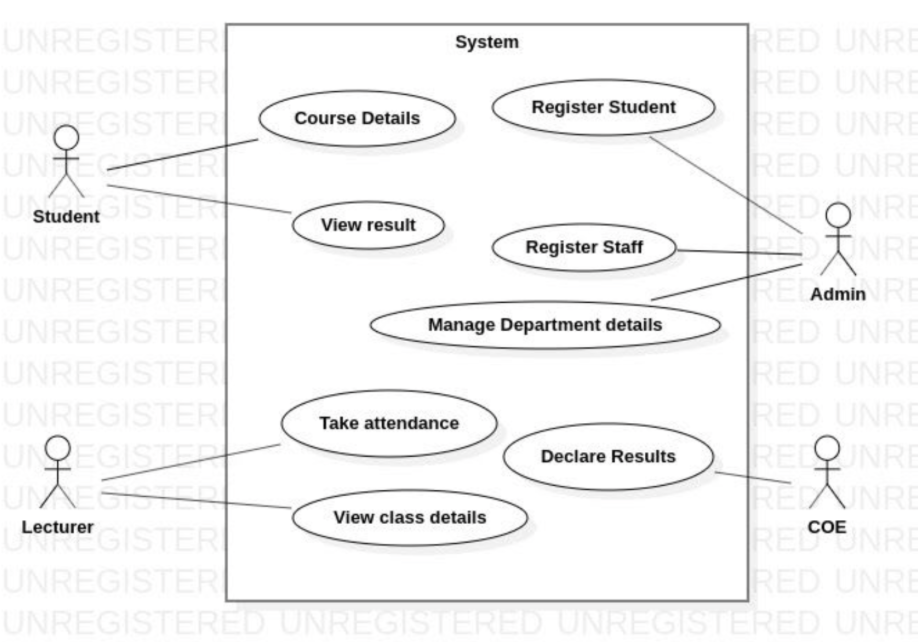 System
Course Details
Register Student
Student
View result
Register Staff
Admin
Manage Department details
Take attendance
Declare Results
Lecturer
View class details
COE
UNREGISTERED UNREGISTERED UNREGISTERED